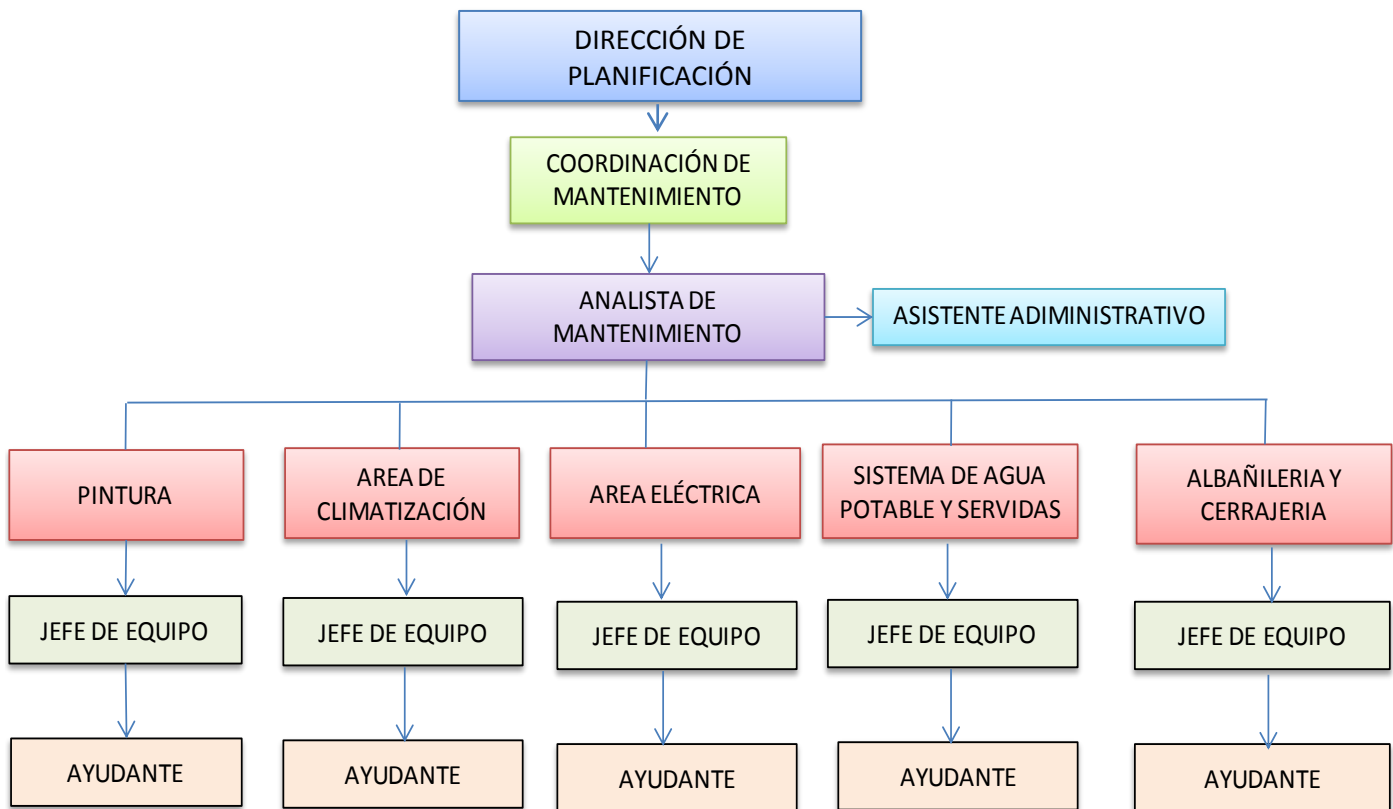 DIRECCIÓN DE
PLANIFICACIÓN
COORDINACIÓN DE
MANTENIMIENTO
ANALISTA DE
MANTENIMIENTO
ASISTENTE ADIMINISTRATIVO
PINTURA
AREA DE
CLIMATIZACIÓN
AREA ELÉCTRICA
SISTEMA DE AGUA
POTABLE Y SERVIDAS
ALBAÑILERIA Y
CERRAJERIA
JEFE DE EQUIPO
JEFE DE EQUIPO
JEFE DE EQUIPO
JEFE DE EQUIPO
JEFE DE EQUIPO
AYUDANTE
AYUDANTE
AYUDANTE
AYUDANTE
AYUDANTE